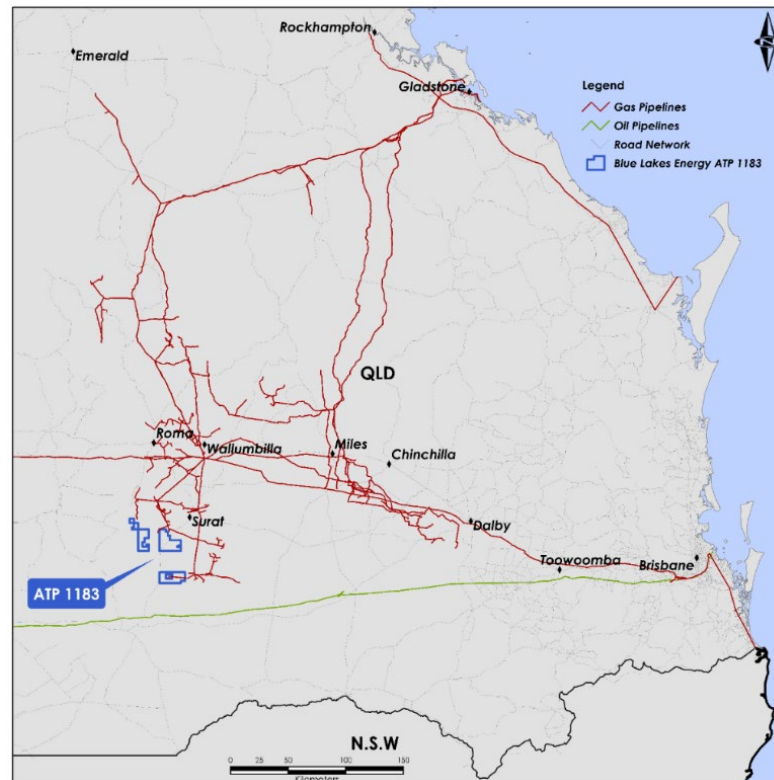 Rockhampton
Emerald
Gladstone
N
Legend
Gas Pipelines
Oil Pipelines
Road Network
Blue Lakes Energy ATP 1183
QLD
Roma
Wallumbilla
Miles
Chinchilla
Surat
Dalby
Toowoomba
Brisbane
ATP 1183
N.S.W
0 25 50 100 150
Kilometers